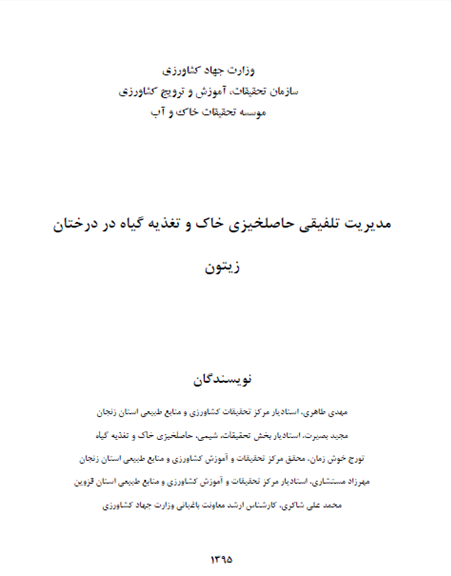 وزارت جهاد کشاورزی
سازمان تحقیقات، آموزش و ترویج کشاورزی
موسسه تحقیقات خاک و آب
مدیریت تلفیقی حاصلخیزی خاک و تغذیه گیاه در درختان
زیتون
نویسندگان
مهدی طاهری، استادیار مرکز تحقیقات کشاورزی و منابع طبیعی استان زنجان
مجید بصیرت، استادیار بخش تحقیقات، شیمی، حاصلخیزی خاک و تغذیه گیاه
تورج خوش زمان، محقق مرکز تحقیقات و آموزش کشاورزی و منابع طبیعی استان زنجان
مهرزاد مستشاری، استادیار مرکز تحقیقات و آموزش کشاورزی و منابع طبیعی استان قزوین
محمد علی شاکری، کارشناس ارشد معاونت باغبانی وزارت جهاد کشاورزی
۱۳۹۵